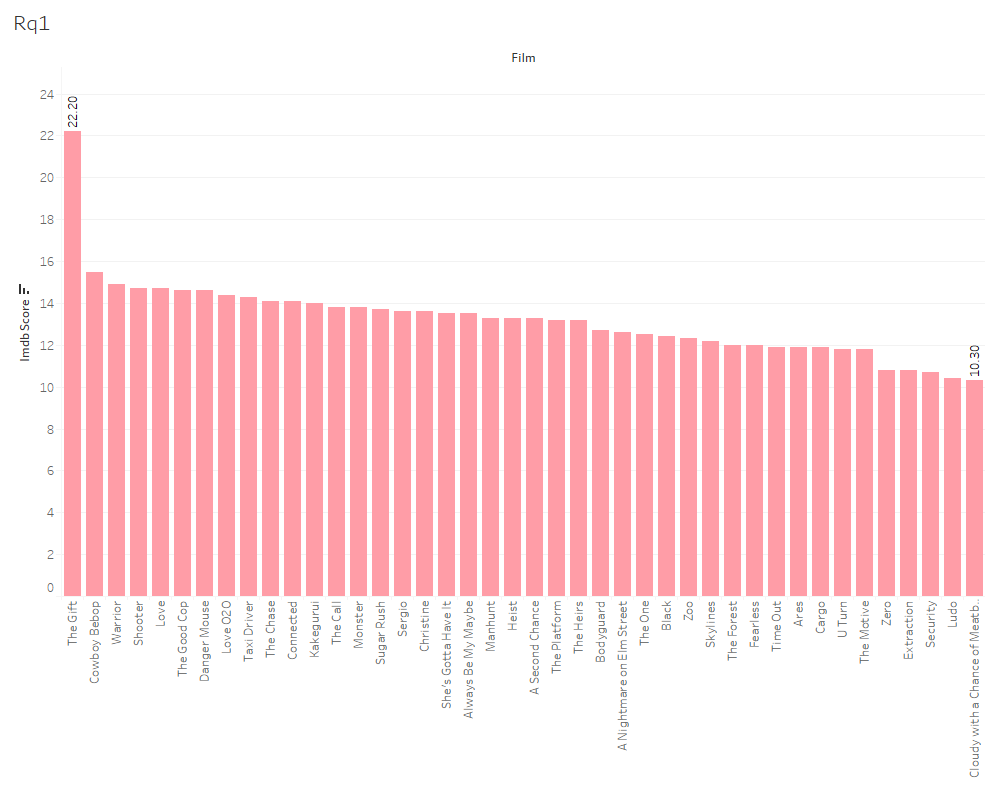 Rq1
Film
Imdb Score
24
22
20
18
16
14
12
10
8
6
4
2
0
22.20
10.30
The Gift
Cowboy Bebop
Warrior
Shooter
Love
The Good Cop
Danger Mouse
Love O2O
Taxi Driver
The Chase
Connected
Kakegurui
The Call
Monster
Sugar Rush
Sergio
Christine
She's Gotta Have It
Always Be My Maybe
Manhunt
Heist
A Second Chance
The Platform
The Heirs
Bodyguard
A Nightmare on Elm Street
The One
Black
Zoo
Skylines
The Forest
Fearless
Time Out
Ares
Cargo
U Turn
The Motive
Zero
Extraction
Security
Ludo
Cloudy with a Chance of Meatb..